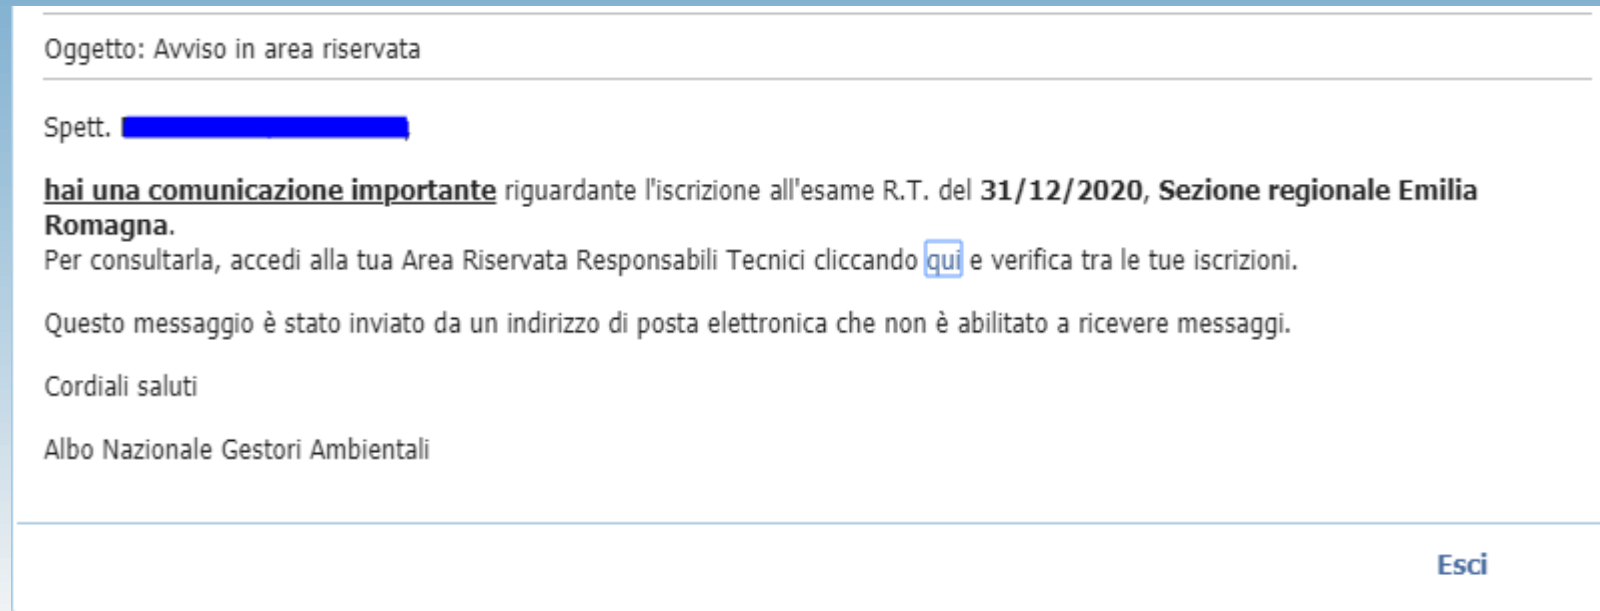 Oggetto: Avviso in area riservata
Spett.
hai una comunicazione importante riguardante l'iscrizione all'esame R.T. del 31/12/2020, Sezione regionale Emilia
Romagna.
Per consultarla, accedi alla tua Area Riservata Responsabili Tecnici cliccando qui e verifica tra le tue iscrizioni.
Questo messaggio è stato inviato da un indirizzo di posta elettronica che non è abilitato a ricevere messaggi.
Cordiali saluti
Albo Nazionale Gestori Ambientali
Esci